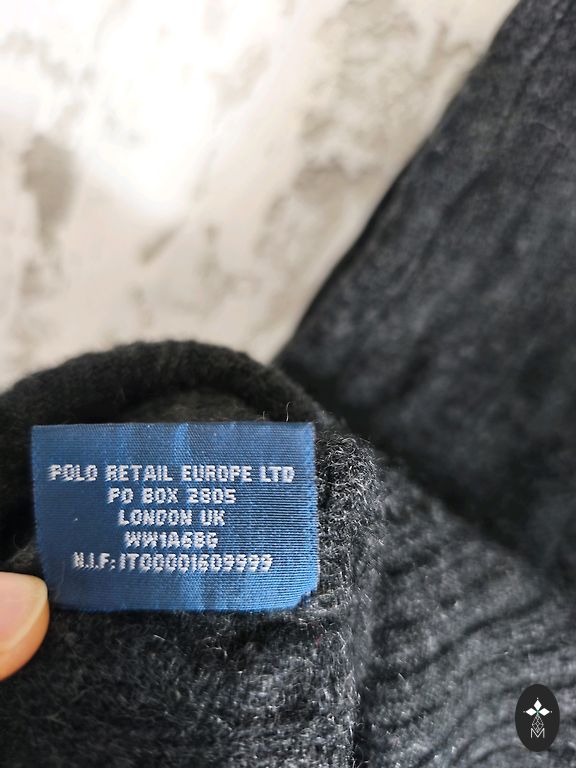 POLO RETAIL EUROPE LTD
PO BOX 2805
LONDON UK
WW1A6BG
N.I.F: IT00001609999
M